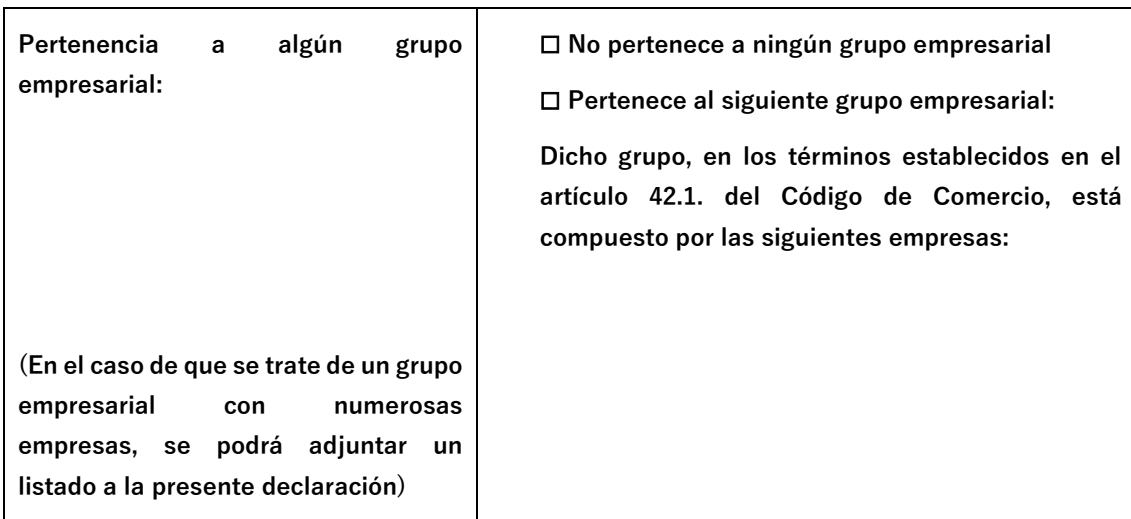 Pertenencia a algún grupo
empresarial:
(En el caso de que se trate de un grupo
empresarial con numerosas
empresas, se podrá adjuntar un
listado a la presente declaración)
☐ No pertenece a ningún grupo empresarial
☐ Pertenece al siguiente grupo empresarial:
Dicho grupo, en los términos establecidos en el
artículo 42.1. del Código de Comercio, está
compuesto por las siguientes empresas: